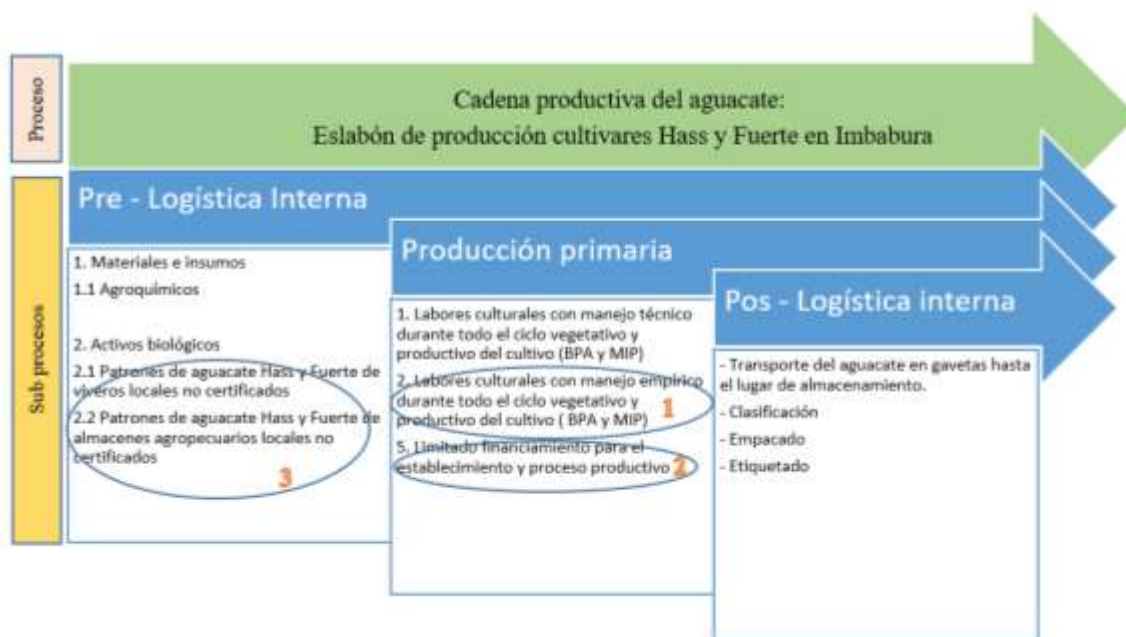 Proceso
Cadena productiva del aguacate:
Eslabón de producción cultivares Hass y Fuerte en Imbabura
Sub procesos
Pre - Logística Interna
1. Materiales e insumos
1.1 Agroquímicos
2. Activos biológicos
2.1 Patrones de aguacate Hass y Fuerte de
viveros locales no certificados
2.2 Patrones de aguacate Hass y Fuerte de
almacenes agropecuarios locales no
certificados
3
Producción primaria
1. Labores culturales con manejo técnico
durante todo el ciclo vegetativo y
productivo del cultivo (BPA y MIP)
2. Labores culturales con manejo empírico
durante todo el ciclo vegetativo y
productivo del cultivo ( BPA y MIP)
1
5. Limitado financiamiento para el
establecimiento y proceso productivo
2
Pos - Logística interna
- Transporte del aguacate en gavetas hasta
el lugar de almacenamiento.
- Clasificación
- Empacado
- Etiquetado